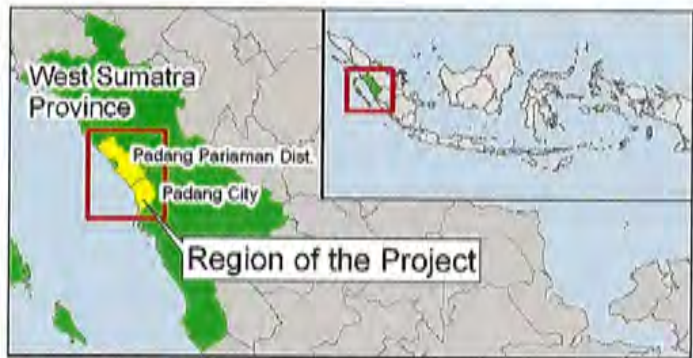 West Sumatra
Province
Padang Pariaman Dist.
Padang City
Region of the Project